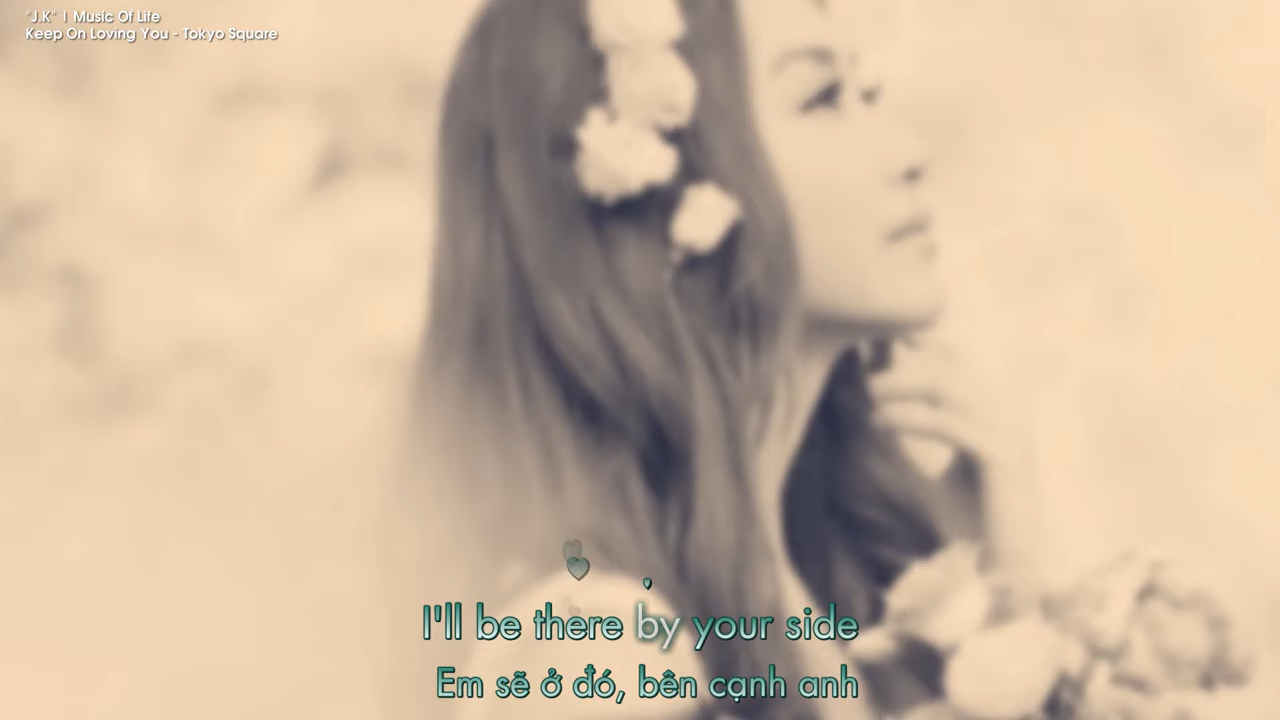 "J.K" | Music Of Life
Keep On Loving You - Tokyo Square
I'll be there by your side
Em sẽ ở đó, bên cạnh anh